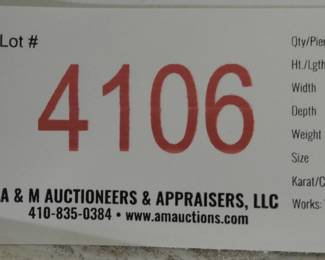 Lot #
4106
A & M AUCTIONEERS & APPRAISERS, LLC
410-835-0384 • www.amauctions.com
Qty/Pie
Ht./Lgth
Width
Depth
Weight
Size
Karat/C
Works: